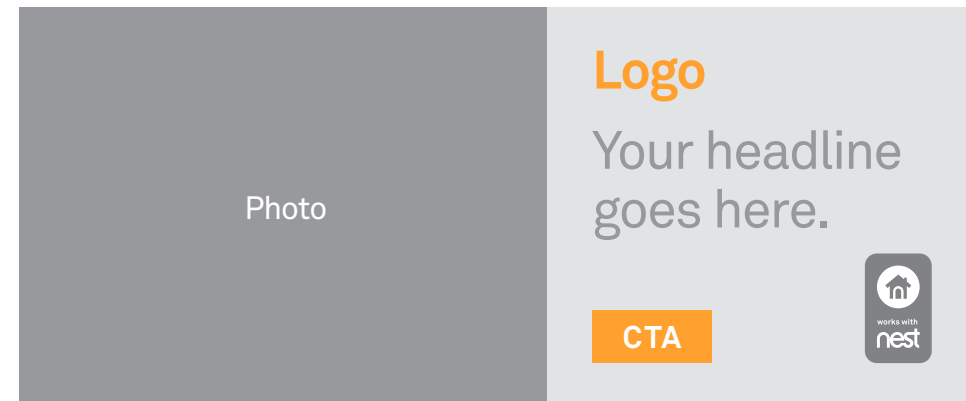 Photo
Logo
Your headline
goes here.
CTA
works with
nest